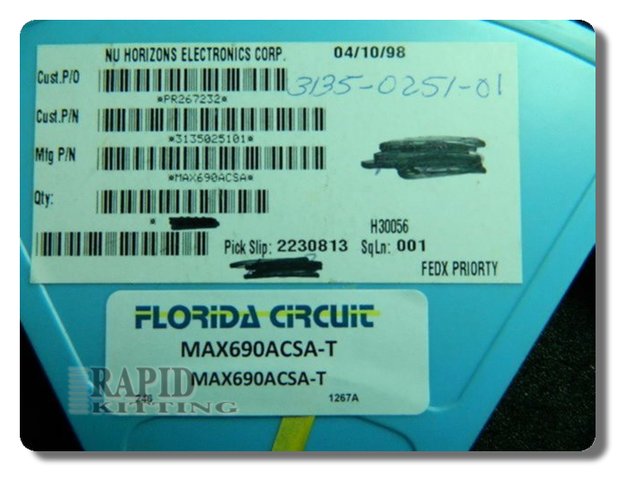 NU HORIZONS ELECTRONICS CORP. 04/10/98
Cust.P/O 3135-0251-01
*PR267232*
Cust.P/N
*3135025101*
Mfg P/N
*MAX690ACSA*
Qty:
*
H30056
Pick Slip: 2230813 SqLn: 001
FEDX PRIORTY
FLORIDA CIRCUIT
MAX690ACSA-T
MAX690ACSA-T
246 1267A
RAPID
KITTING